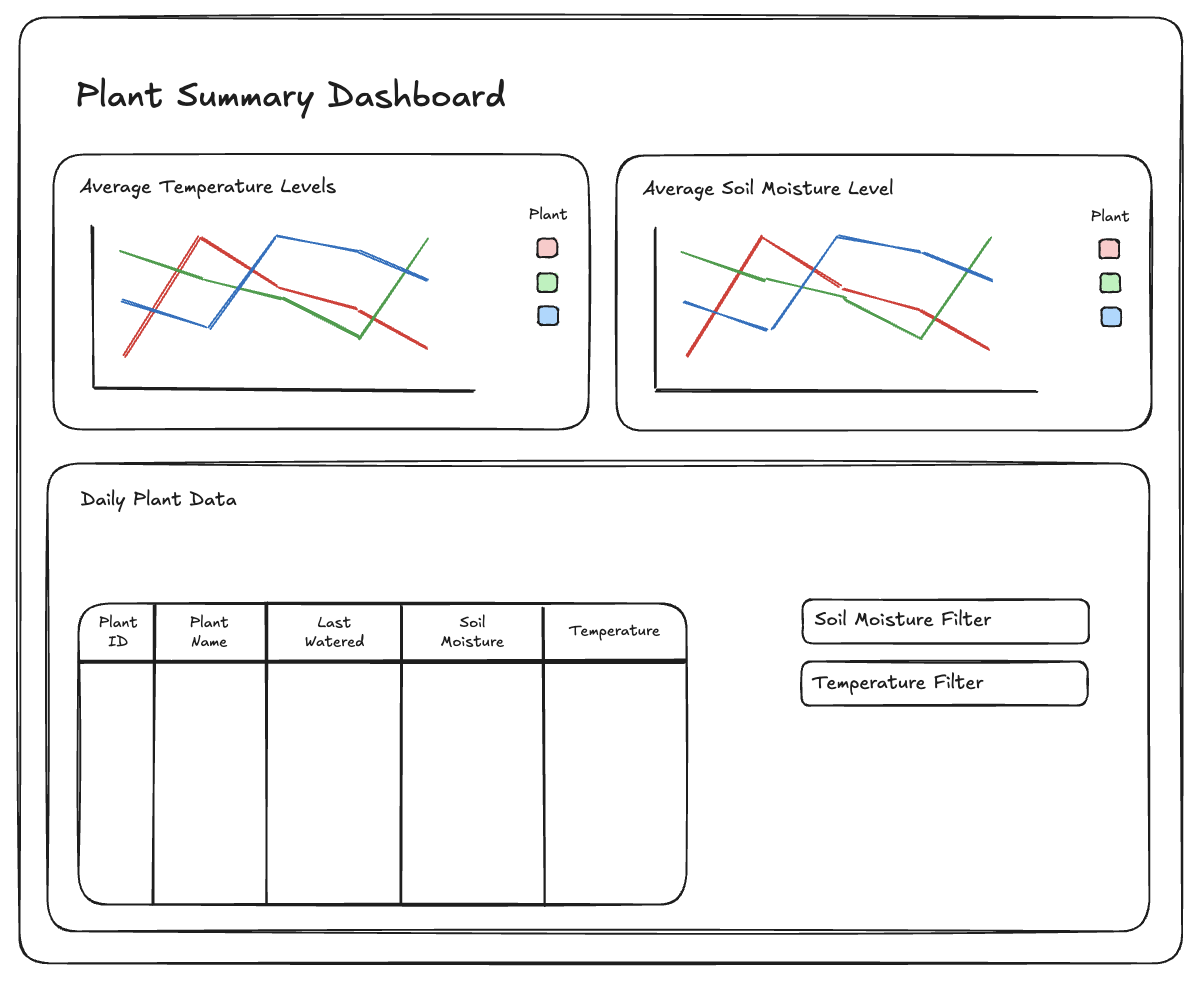 Plant Summary Dashboard
Average Temperature Levels
Plant
Average Soil Moisture Level
Plant
Daily Plant Data
Plant
ID
Plant
Name
Last
Watered
Soil
Moisture
Temperature
Soil Moisture Filter
Temperature Filter